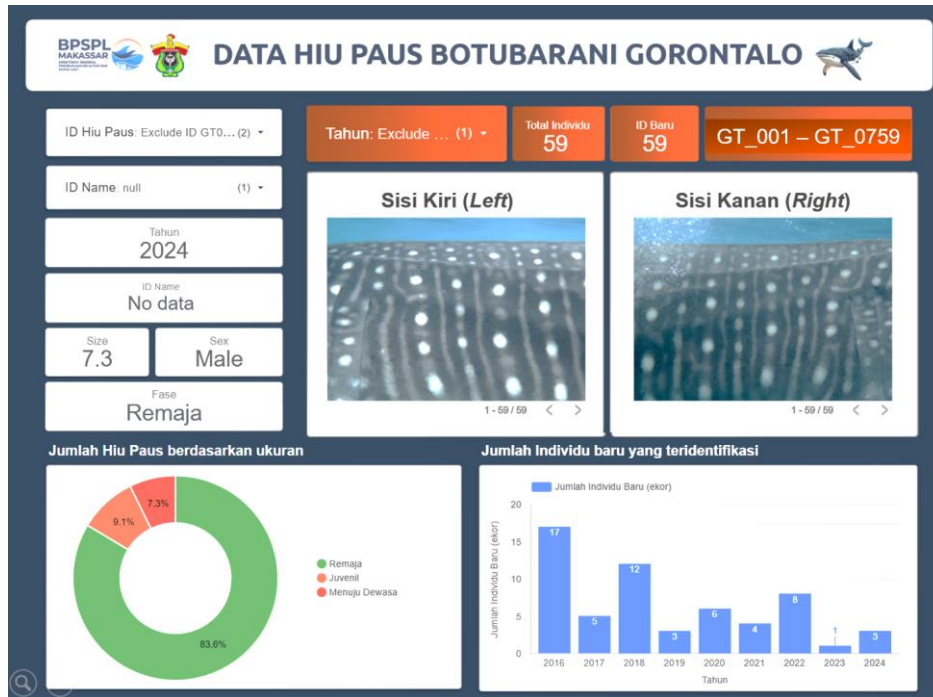 BPSPL
MAKASSAR
DATA HIU PAUS BOTUBARANI GORONTALO
ID Hiu Paus: Exclude ID GT0... (2)
Tahun: Exclude ... (1)
Total Individu
59
ID Baru
59
GT_001 – GT_0759
ID Name: null (1)
Tahun
2024
ID Name
No data
Size
7.3
Sex
Male
Fase
Remaja
Sisi Kiri (Left)
1 - 59 / 59
Sisi Kanan (Right)
1 - 59 / 59
Jumlah Hiu Paus berdasarkan ukuran
7.3%
9.1%
83.6%
Remaja
Juvenil
Menuju Dewasa
Jumlah Individu baru yang teridentifikasi
Jumlah Individu Baru (ekor)
Jumlah Individu Baru (ekor)
20
15
10
5
0
17
5
12
3
6
4
8
1
3
2016 2017 2018 2019 2020 2021 2022 2023 2024
Tahun